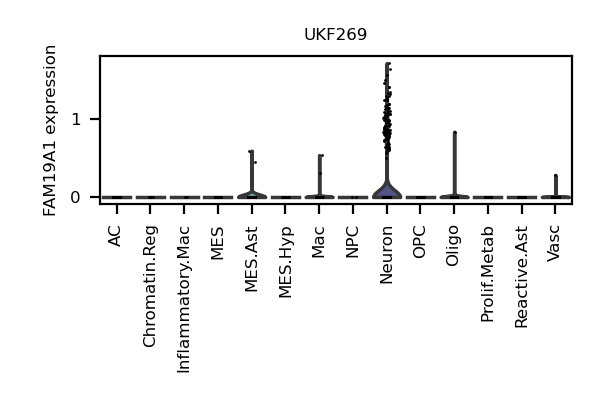 UKF269
FAM19A1 expression
1
0
AC
Chromatin.Reg
Inflammatory.Mac
MES
MES.Ast
MES.Hyp
Mac
NPC
Neuron
OPC
Oligo
Prolif.Metab
Reactive.Ast
Vasc